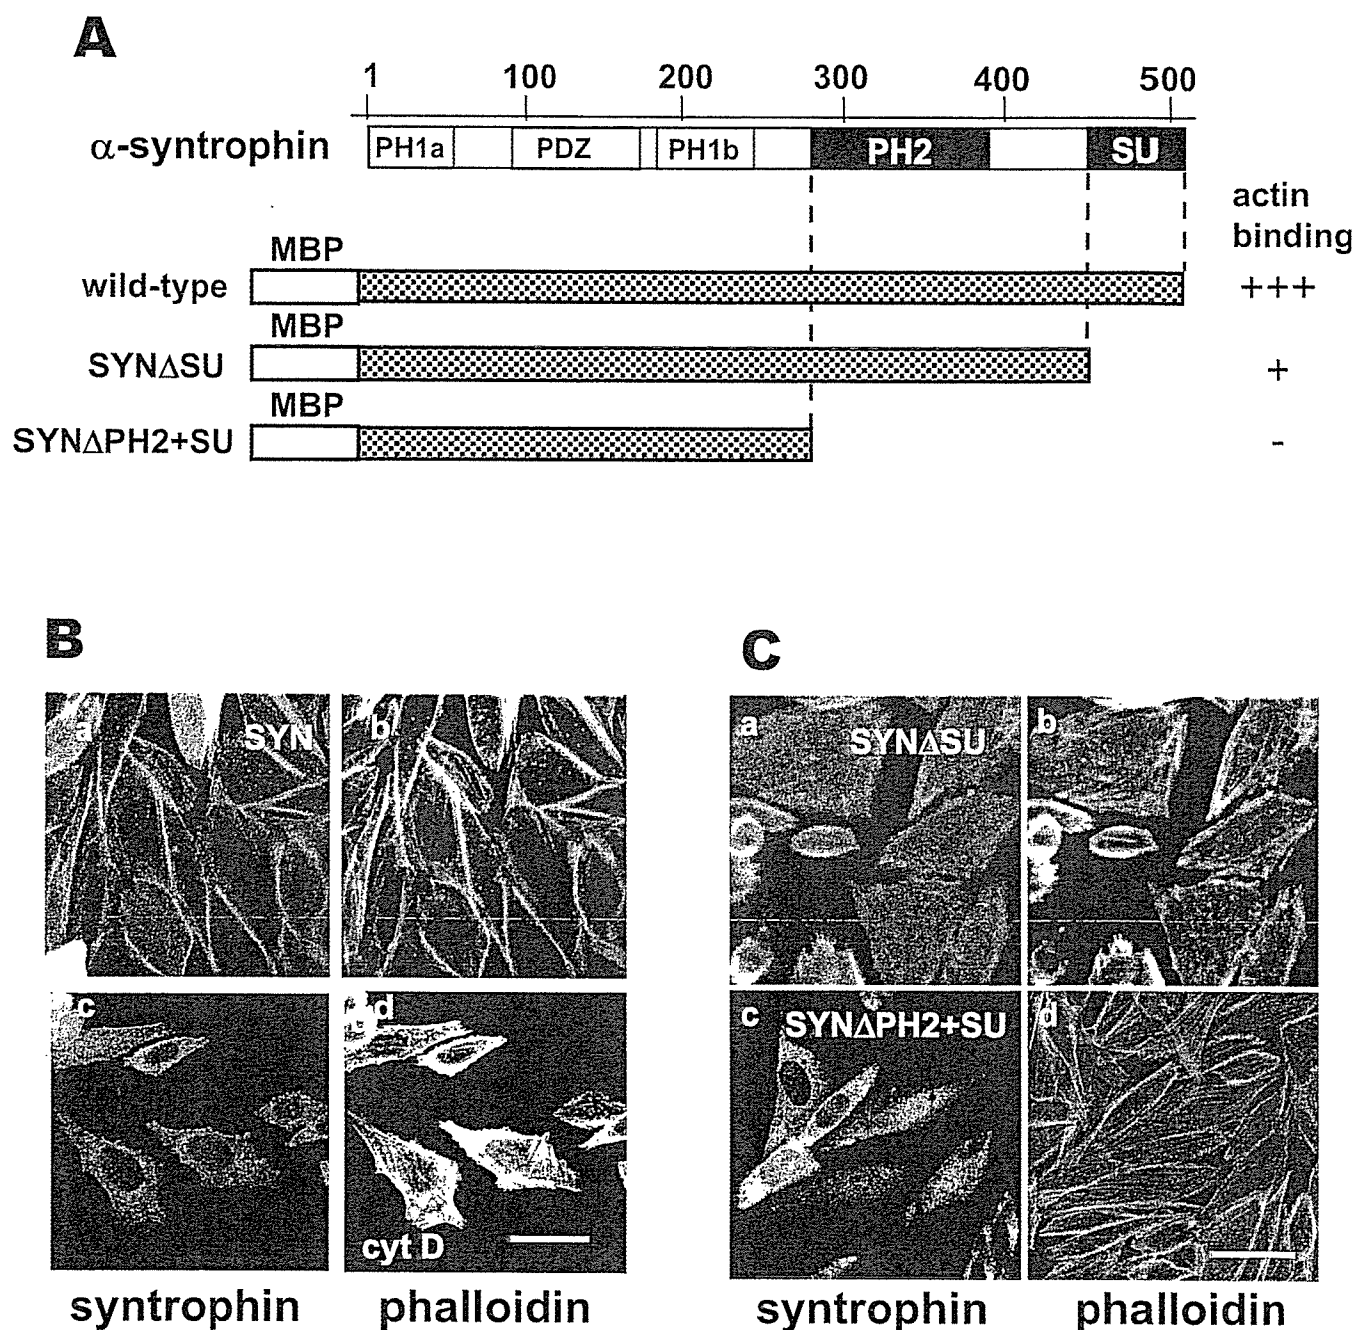 A
1 100 200 300 400 500
α-syntrophin PH1a PDZ PH1b PH2 SU
actin
binding
MBP
wild-type +++
MBP
SYNΔSU +
MBP
SYNΔPH2+SU -
B
C
a SYN b
a SYNΔSU b
c d
cyt D
c SYNΔPH2+SU d
syntrophin phalloidin
syntrophin phalloidin